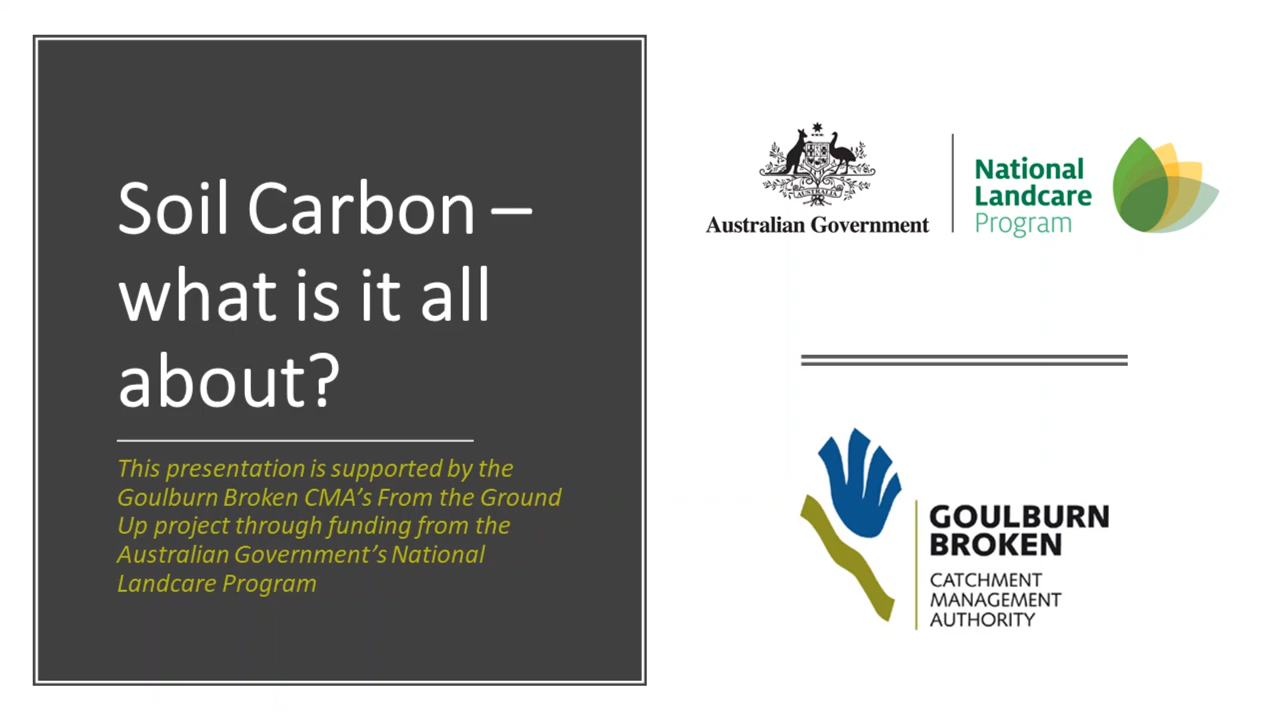 Soil Carbon –
what is it all
about?
This presentation is supported by the
Goulburn Broken CMA’s From the Ground
Up project through funding from the
Australian Government’s National
Landcare Program
AUSTRALIA
Australian Government
National
Landcare
Program
GOULBURN
BROKEN
CATCHMENT
MANAGEMENT
AUTHORITY